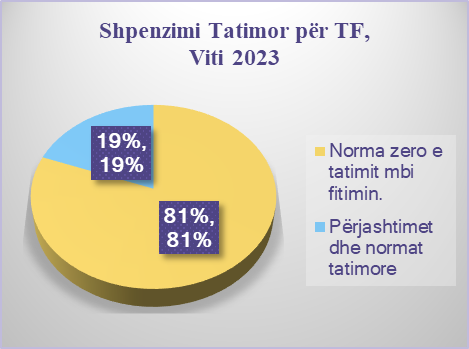 Shpenzimi Tatimor për TF,
Viti 2023
19%,
19%
81%,
81%
Norma zero e
tatimit mbi
fitimin.
Përjashtimet
dhe normat
tatimore